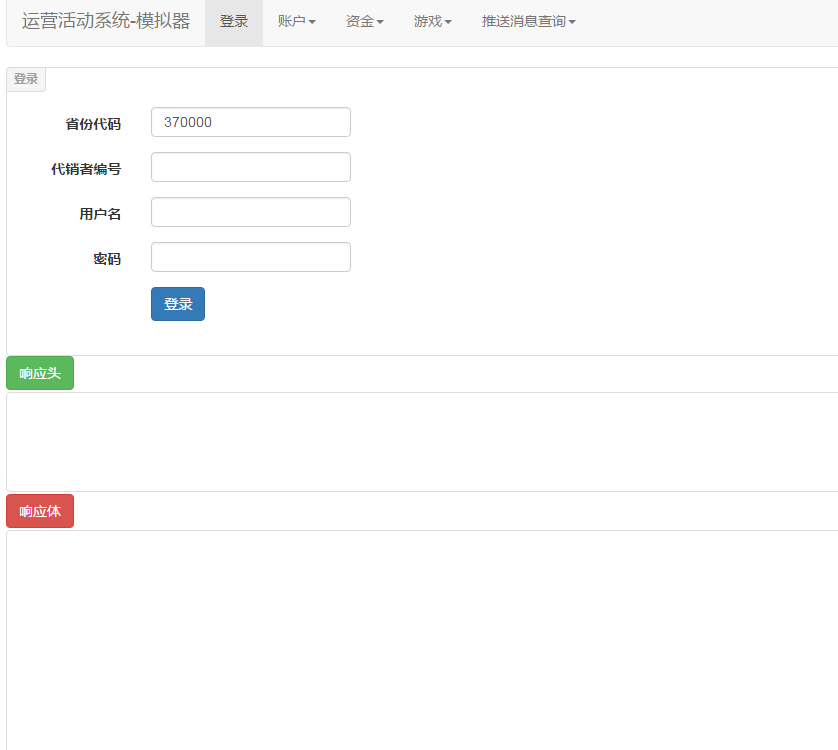 运营活动系统-模拟器 登录 账户 资金 游戏 推送消息查询
登录
省份代码 370000
代销者编号
用户名
密码
登录
响应头
响应体